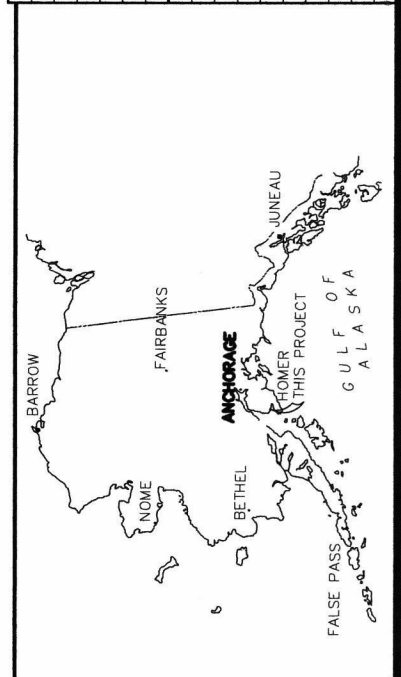 BARROW
FAIRBANKS
NOME
ANCHORAGE
BETHEL
JUNEAU
HOMER
THIS PROJECT
GULF OF
ALASKA
FALSE PASS